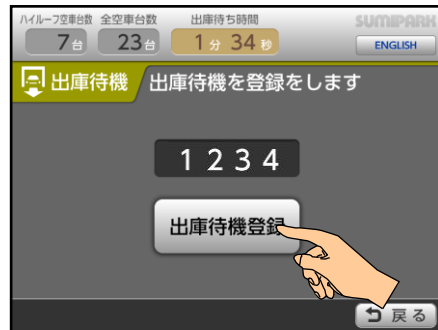 ハイルーフ空車台数 全空車台数 出庫待ち時間 SUMIPARK
7台 23台 1分 34秒 ENGLISH
出庫待機 出庫待機を登録をします
1234
出庫待機登録
戻る